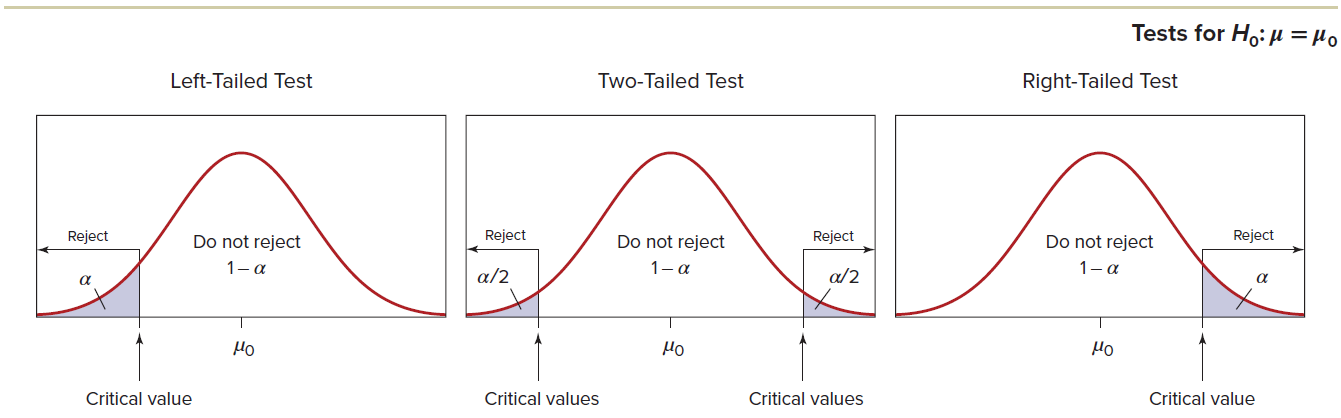 Tests for H₀: μ = μ₀
Left-Tailed Test
Two-Tailed Test
Right-Tailed Test
Reject
Do not reject
1 – α
α
μ₀
Critical value
Reject
Do not reject
1 – α
Reject
α/2
α/2
μ₀
Critical values
Critical values
Do not reject
1 – α
Reject
α
μ₀
Critical value